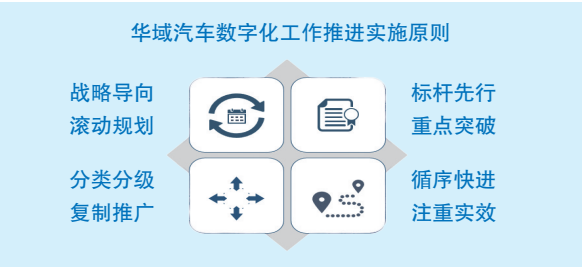 华域汽车数字化工作推进实施原则
战略导向
滚动规划
标杆先行
重点突破
分类分级
复制推广
循序快进
注重实效